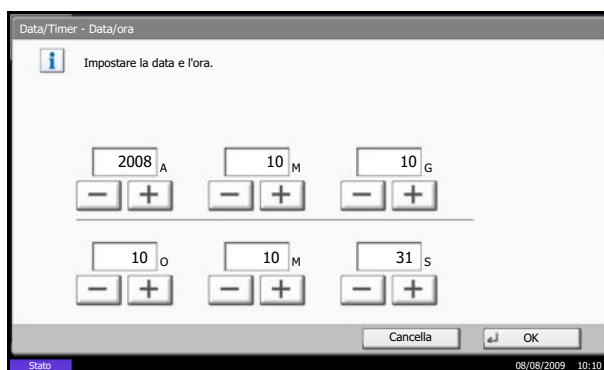 Data/Timer - Data/ora
i Impostare la data e l'ora.
2008 A 10 M 10 G
10 O 10 M 31 S
Cancella OK
Stato 08/08/2009 10:10